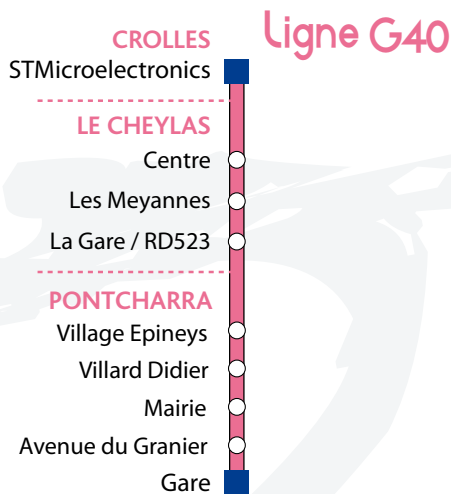 Ligne G40
CROLLES
STMicroelectronics
LE CHEYLAS
Centre
Les Meyannes
La Gare / RD523
PONTCHARRA
Village Epineys
Villard Didier
Mairie
Avenue du Granier
Gare